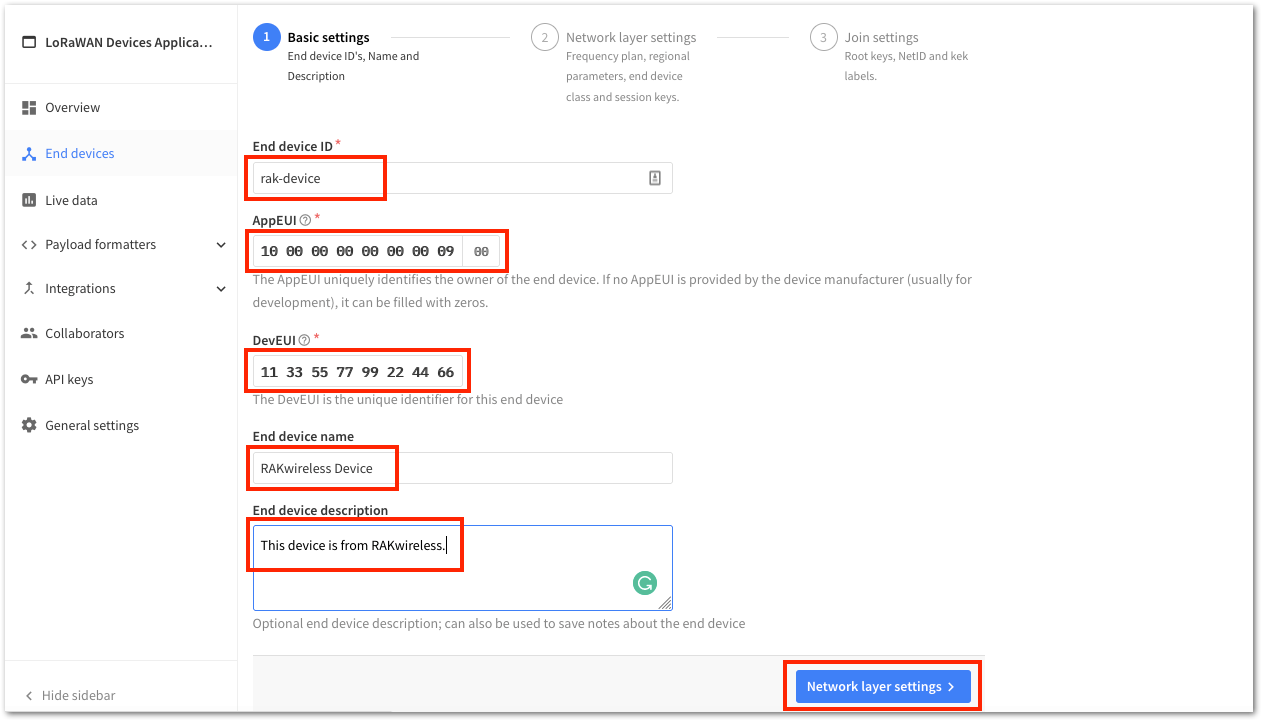 LoRaWAN Devices Applica...
Overview
End devices
Live data
Payload formatters
Integrations
Collaborators
API keys
General settings
Hide sidebar
1 Basic settings
End device ID's, Name and
Description
2 Network layer settings
Frequency plan, regional
parameters, end device
class and session keys.
3 Join settings
Root keys, NetID and kek
labels.
End device ID *
rak-device
AppEUI ? *
10 00 00 00 00 00 00 09 00
The AppEUI uniquely identifies the owner of the end device. If no AppEUI is provided by the device manufacturer (usually for
development), it can be filled with zeros.
DevEUI ? *
11 33 55 77 99 22 44 66
The DevEUI is the unique identifier for this end device
End device name
RAKwireless Device
End device description
This device is from RAKwireless.
Optional end device description; can also be used to save notes about the end device
Network layer settings >